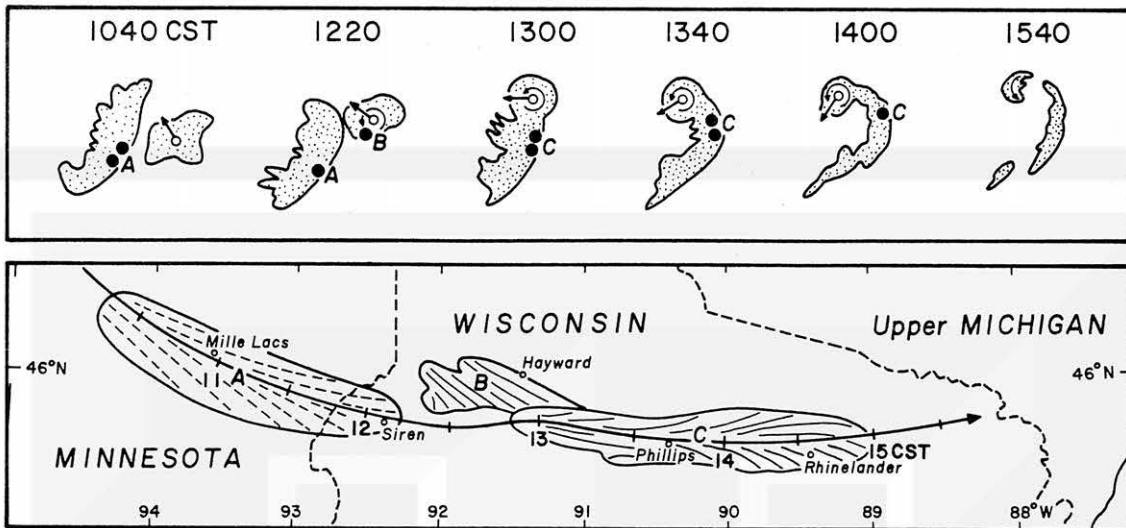 1040 CST 1220 1300 1340 1400 1540
A
A B
C
C
C
WISCONSIN
Upper MICHIGAN
Mille Lacs
46°N
11 A
B
Hayward
46°N
12
Siren
13
C
14
15 CST
Phillips
Rhinelander
MINNESOTA
94 93 92 91 90 89 88°W